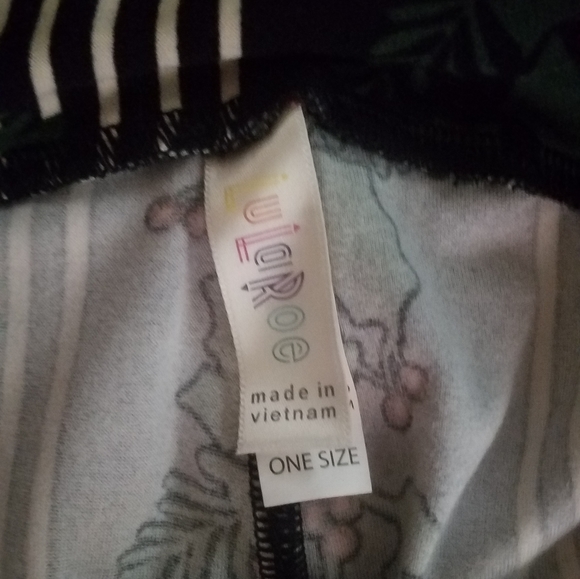 LuLaRoe
made in
vietnam
ONE SIZE